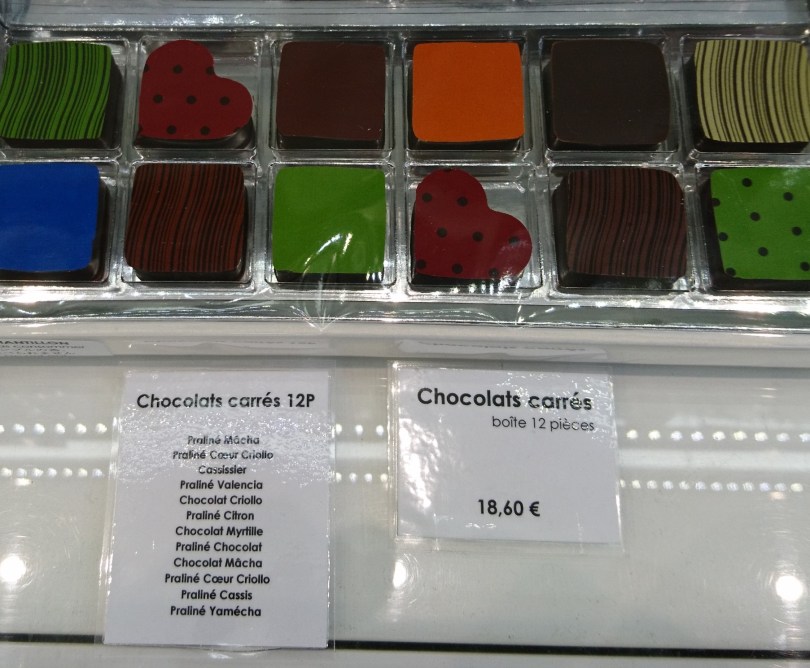 Chocolats carrés 12P
Praliné Mâcha
Praliné Cœur Criollo
Cassissier
Praliné Valencia
Chocolat Criollo
Praliné Citron
Chocolat Myrtille
Praliné Chocolat
Chocolat Mâcha
Praliné Cœur Criollo
Praliné Cassis
Praliné Yamécha
Chocolats carrés
boîte 12 pièces
18,60 €